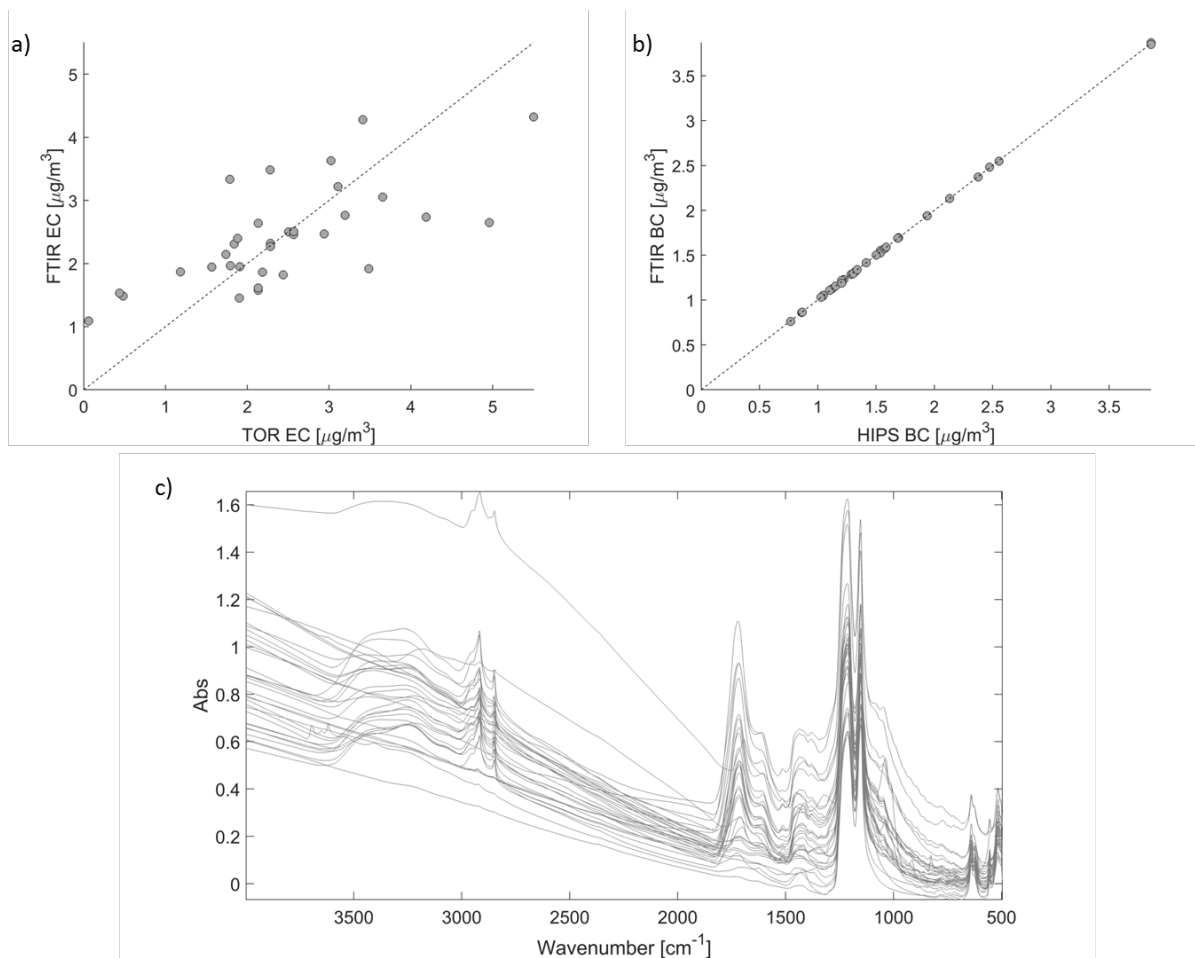 a)
FTIR EC [μg/m³]
5
4
3
2
1
0
0 1 2 3 4 5
TOR EC [μg/m³]
b)
FTIR BC [μg/m³]
3.5
3
2.5
2
1.5
1
0.5
0
0 0.5 1 1.5 2 2.5 3 3.5
HIPS BC [μg/m³]
c)
Abs
1.6
1.4
1.2
1
0.8
0.6
0.4
0.2
0
3500 3000 2500 2000 1500 1000 500
Wavenumber [cm⁻¹]